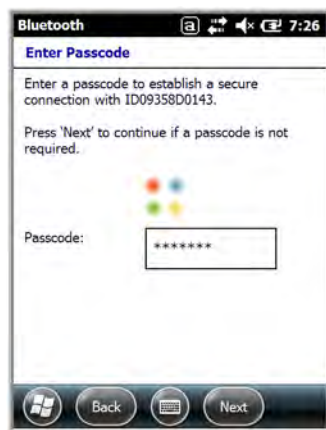 Bluetooth a 7:26
Enter Passcode
Enter a passcode to establish a secure
connection with ID09358D0143.
Press 'Next' to continue if a passcode is not
required.
Passcode: *******
Back Next